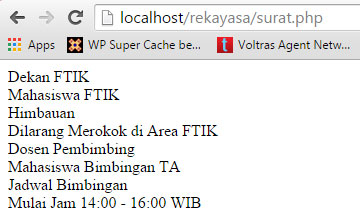 localhost/rekayasa/surat.php
Apps WP Super Cache be... Voltras Agent Netw...
Dekan FTIK
Mahasiswa FTIK
Himbauan
Dilarang Merokok di Area FTIK
Dosen Pembimbing
Mahasiswa Bimbingan TA
Jadwal Bimbingan
Mulai Jam 14:00 - 16:00 WIB